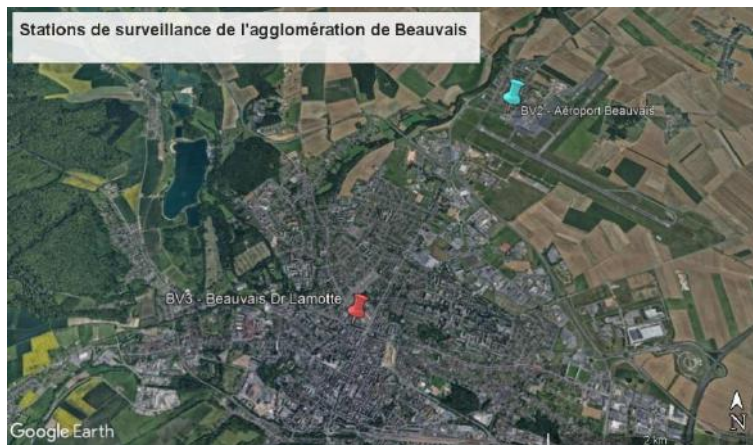 Stations de surveillance de l'agglomération de Beauvais
BV2 - Aéroport Beauvais
BV3 - Beauvais Dr Lamotte
Google Earth
2 km
N